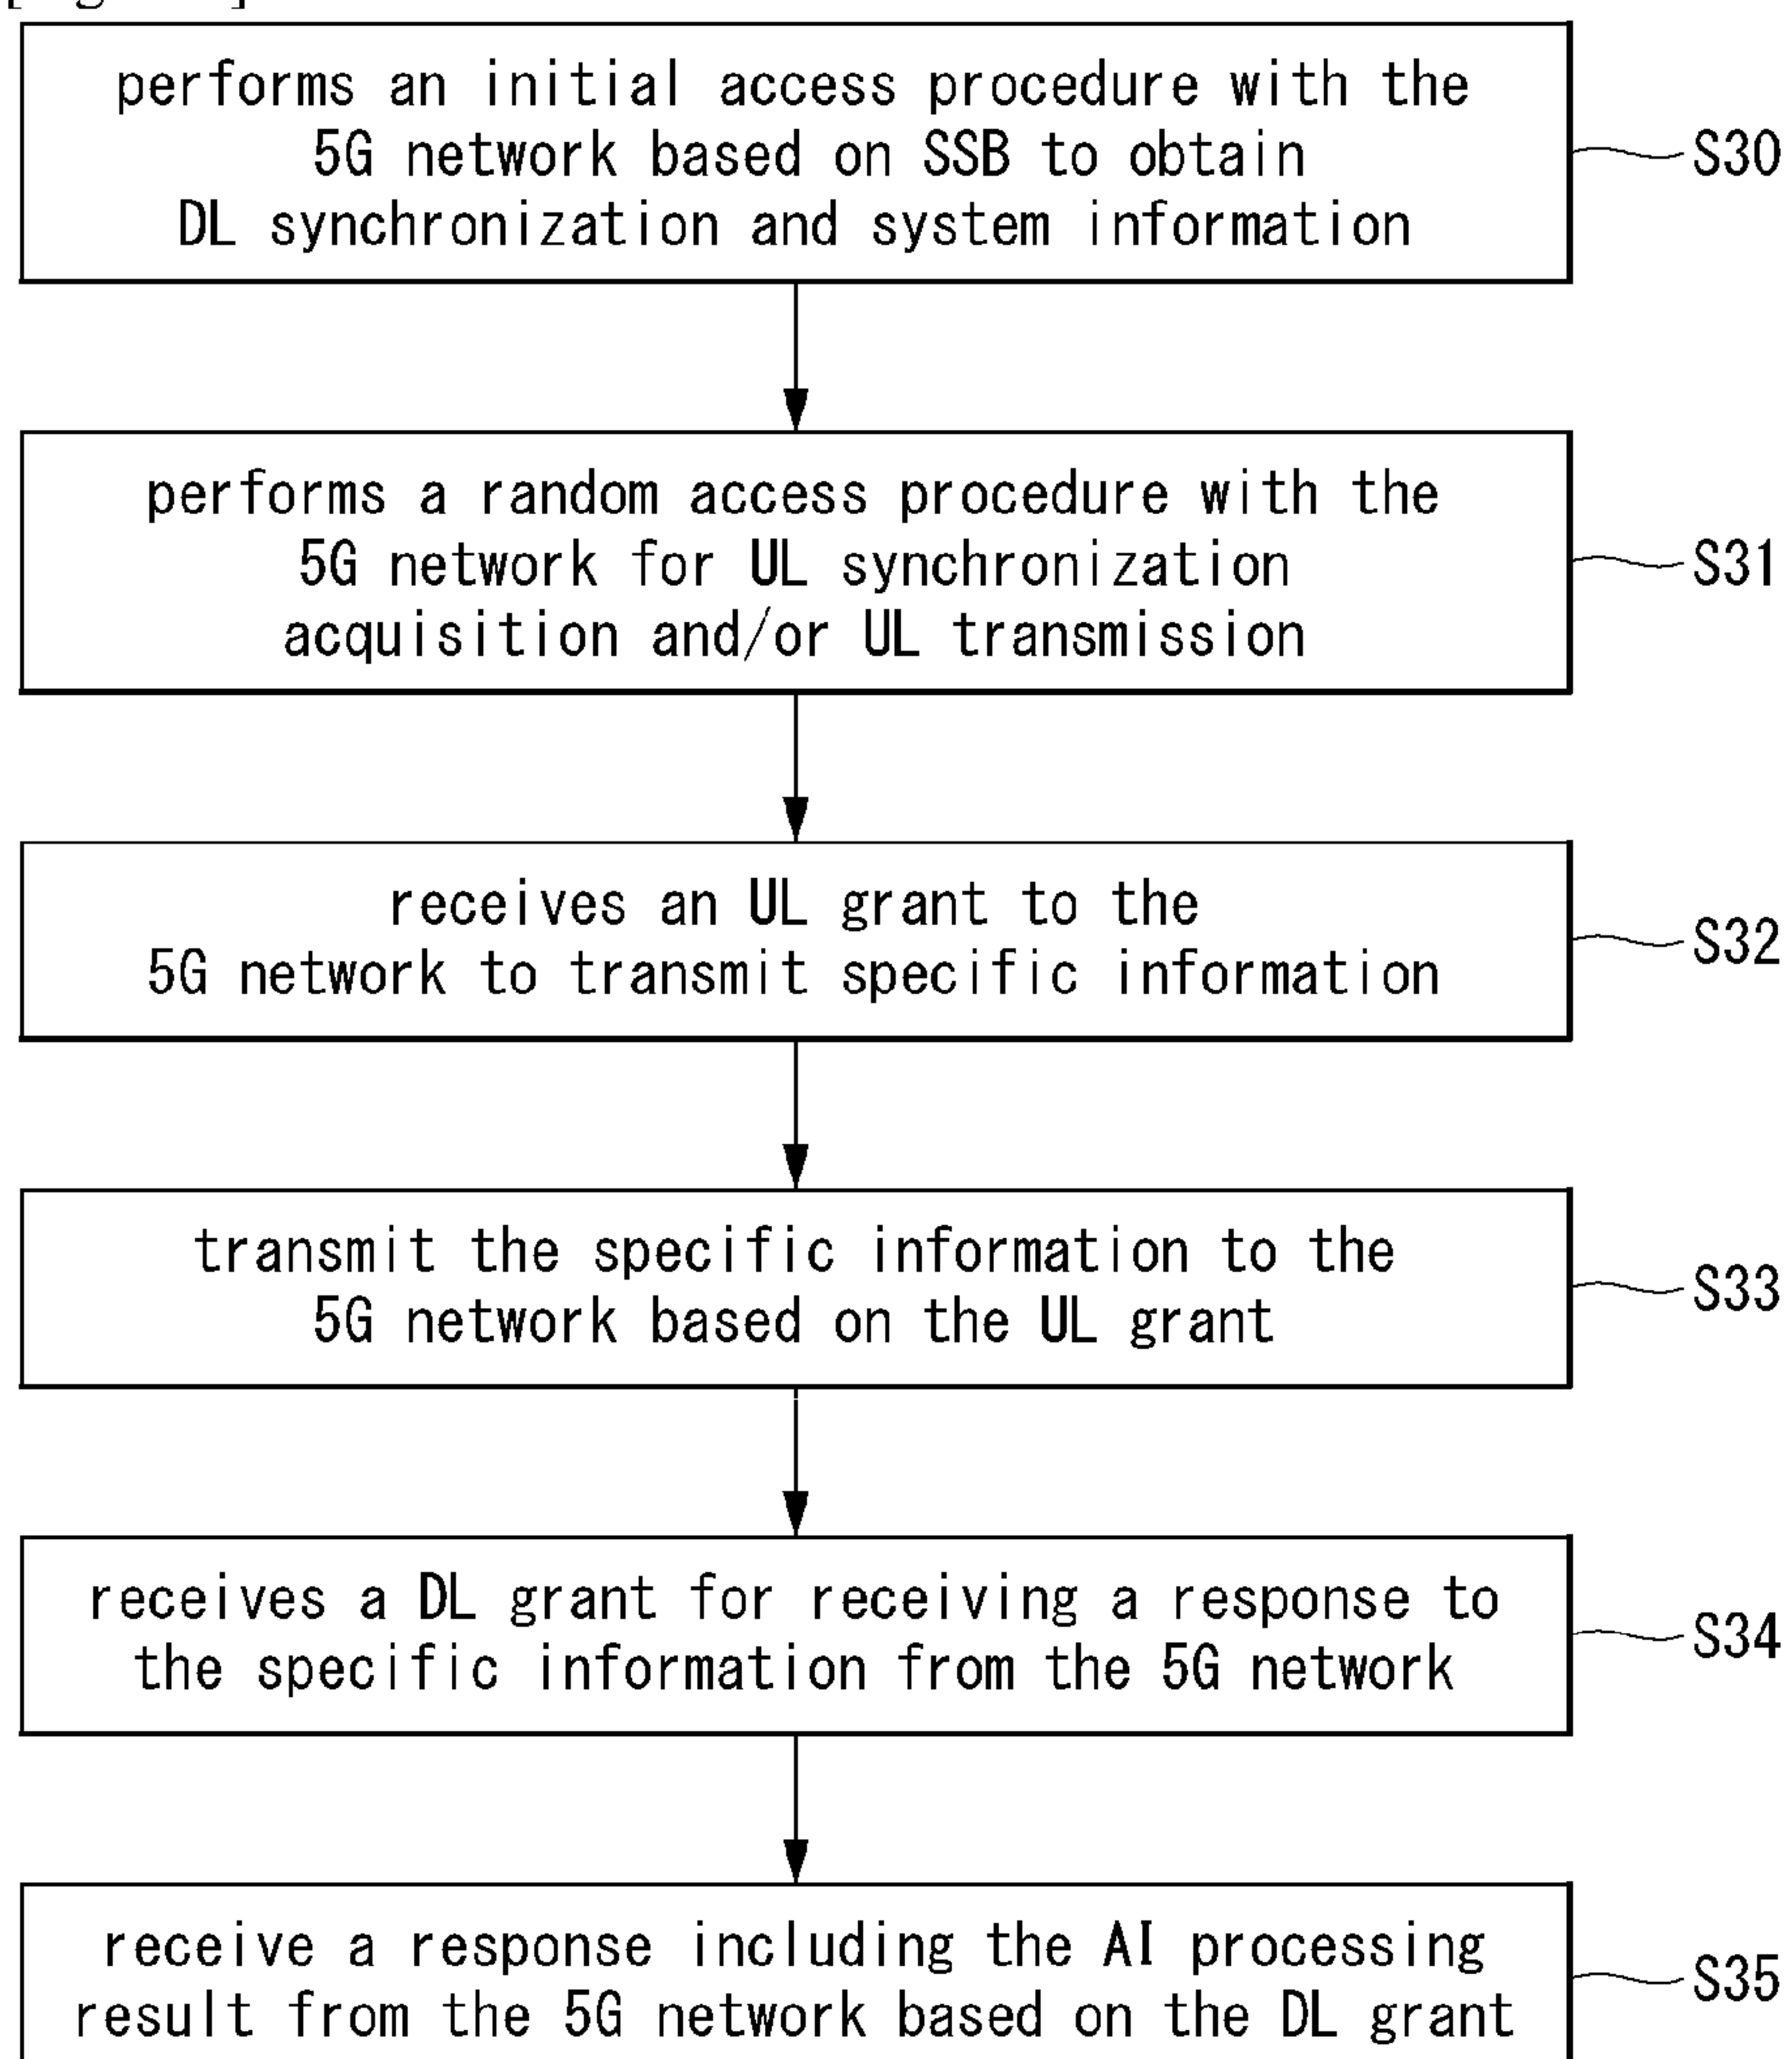 performs an initial access procedure with the
5G network based on SSB to obtain
DL synchronization and system information
S30
performs a random access procedure with the
5G network for UL synchronization
acquisition and/or UL transmission
S31
receives an UL grant to the
5G network to transmit specific information
S32
transmit the specific information to the
5G network based on the UL grant
S33
receives a DL grant for receiving a response to
the specific information from the 5G network
S34
receive a response including the AI processing
result from the 5G network based on the DL grant
S35